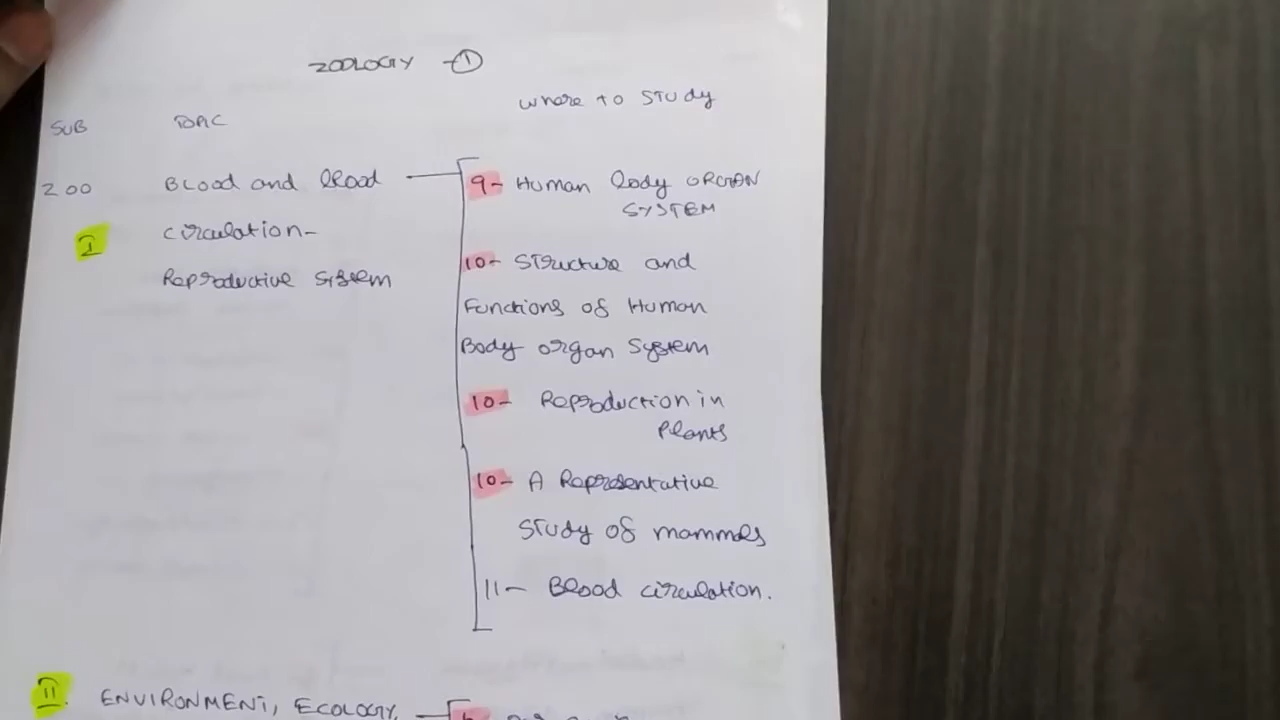 ZOOLOGY - 1
SUB TOPIC where to STUDY
200 Blood and blood
I circulation-
Reproductive System
9- Human body ORGAN
SYSTEM
10- Structure and
Functions of Human
Body organ System
10- Reproduction in
Plants
10- A Representative
Study of mammals
11- Blood circulation.
II. ENVIRONMENT, ECOLOGY,